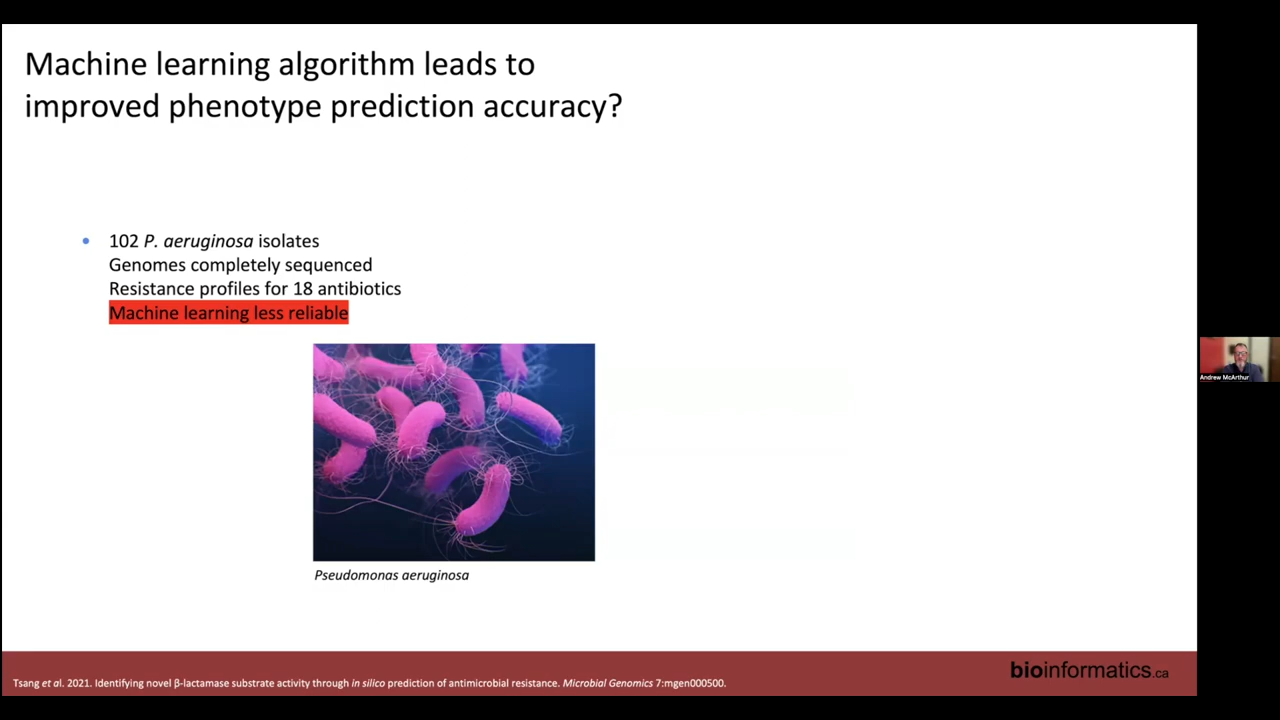 Machine learning algorithm leads to
improved phenotype prediction accuracy?
• 102 P. aeruginosa isolates
Genomes completely sequenced
Resistance profiles for 18 antibiotics
Machine learning less reliable
Pseudomonas aeruginosa
Andrew McArthur
Tsang et al. 2021. Identifying novel β-lactamase substrate activity through in silico prediction of antimicrobial resistance. Microbial Genomics 7:mgen000500.
bioinformatics.ca